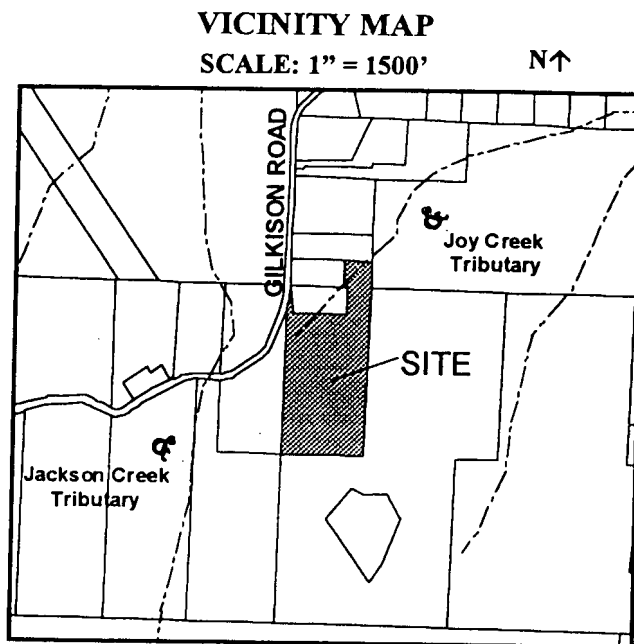 VICINITY MAP
SCALE: 1” = 1500’
N↑
GILKISON ROAD
Joy Creek
Tributary
SITE
Jackson Creek
Tributary